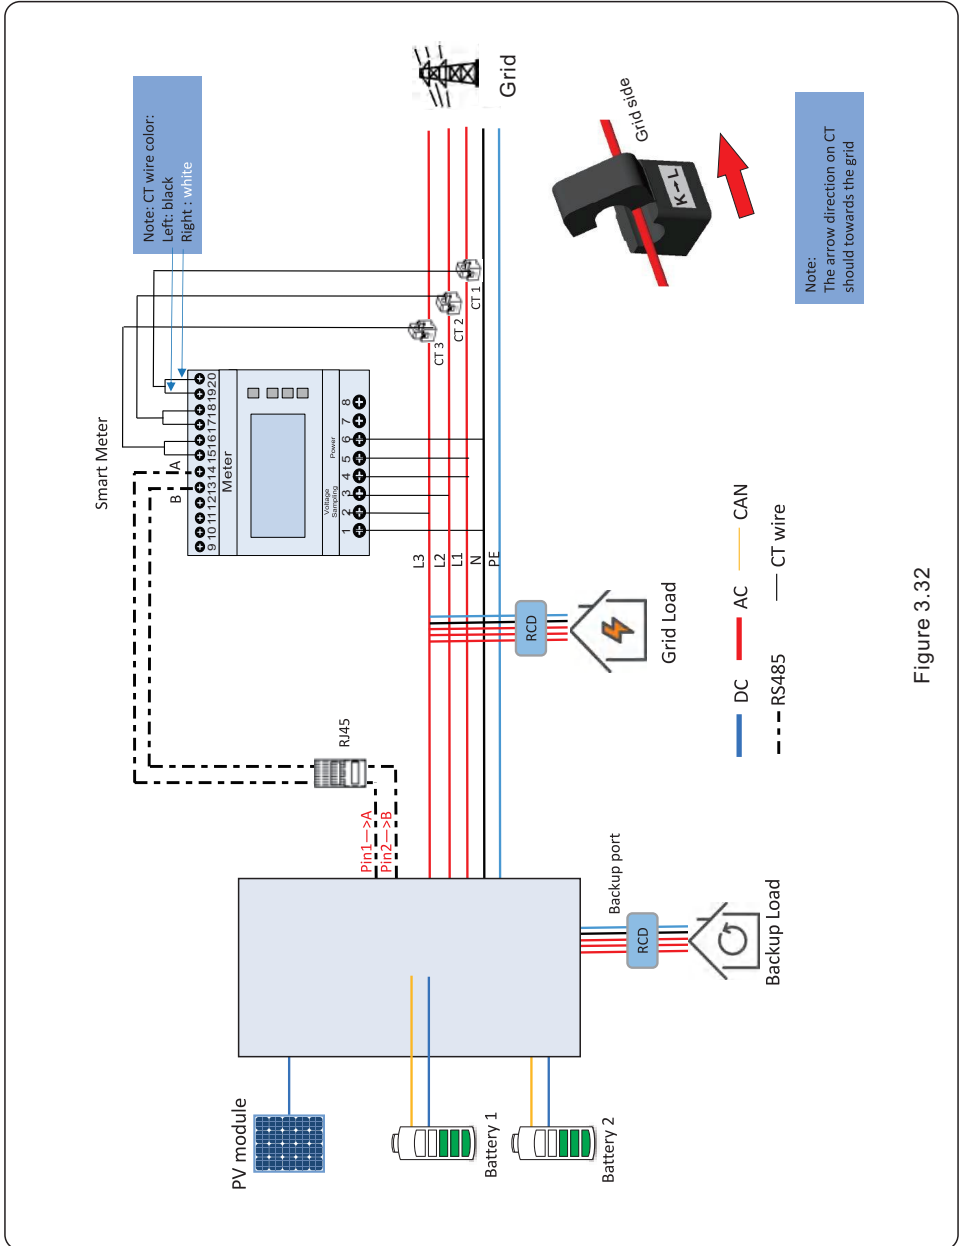 Smart Meter
Note: CT wire color:
Left: black
Right : white
A
B
9 10 11 12 13 14 15 16 17 18 19 20
Meter
Voltage
Sampling
Power
1 2 3 4 5 6 7 8
CT 3
CT 2
CT 1
Grid
L3
L2
L1
N
PE
RJ45
Pin1—>A
Pin2—>B
RCD
Grid Load
Backup port
RCD
Backup Load
PV module
Battery 1
Battery 2
Grid side
K→L
Note:
The arrow direction on CT
should towards the grid
DC AC CAN
RS485 CT wire
Figure 3.32